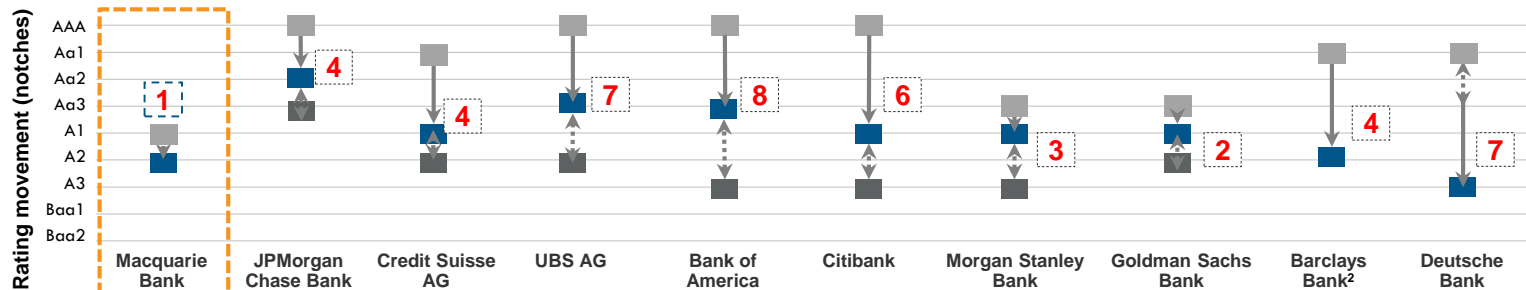 Rating movement (notches)
AAA
Aa1
Aa2
Aa3
A1
A2
A3
Baa1
Baa2
1
4
4
7
8
6
3
2
4
7
Macquarie
Bank
JPMorgan
Chase Bank
Credit Suisse
AG
UBS AG
Bank of
America
Citibank
Morgan Stanley
Bank
Goldman Sachs
Bank
Barclays
Bank²
Deutsche
Bank